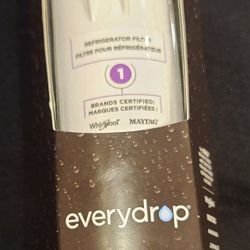 REFRIGERATOR FILTER
FILTRE POUR RÉFRIGÉRATEUR
1
BRANDS CERTIFIED:
MARQUES CERTIFIÉES:
Whirlpool MAYTAG
everydrop